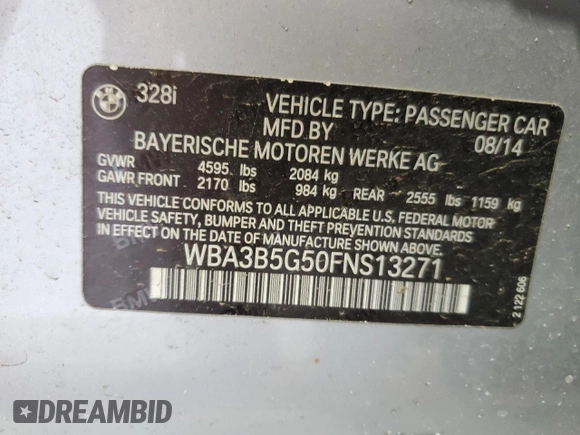 328i
VEHICLE TYPE: PASSENGER CAR
MFD.BY 08/14
BAYERISCHE MOTOREN WERKE AG
GVWR 4595 lbs 2084 kg
GAWR FRONT 2170 lbs 984 kg REAR 2555 lbs 1159 kg
THIS VEHICLE CONFORMS TO ALL APPLICABLE U.S. FEDERAL MOTOR
VEHICLE SAFETY, BUMPER AND THEFT PREVENTION STANDARDS
IN EFFECT ON THE DATE OF MANUFACTURE SHOWN ABOVE.
WBA3B5G50FNS13271
2 122 606
DREAMBID